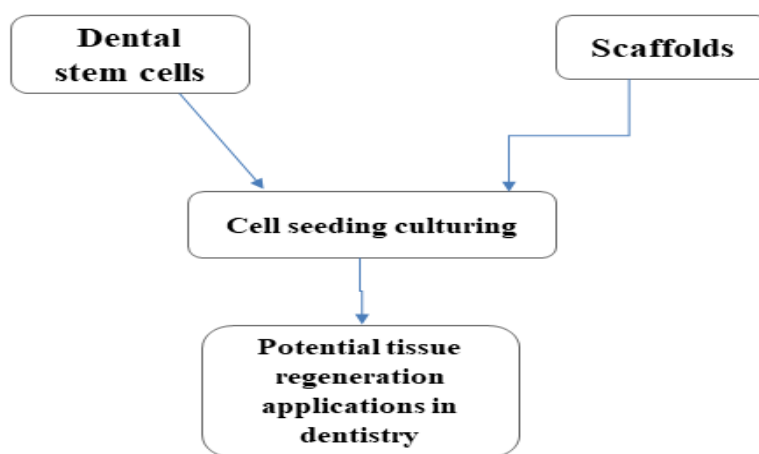 Dental
stem cells
Scaffolds
Cell seeding culturing
Potential tissue
regeneration
applications in
dentistry